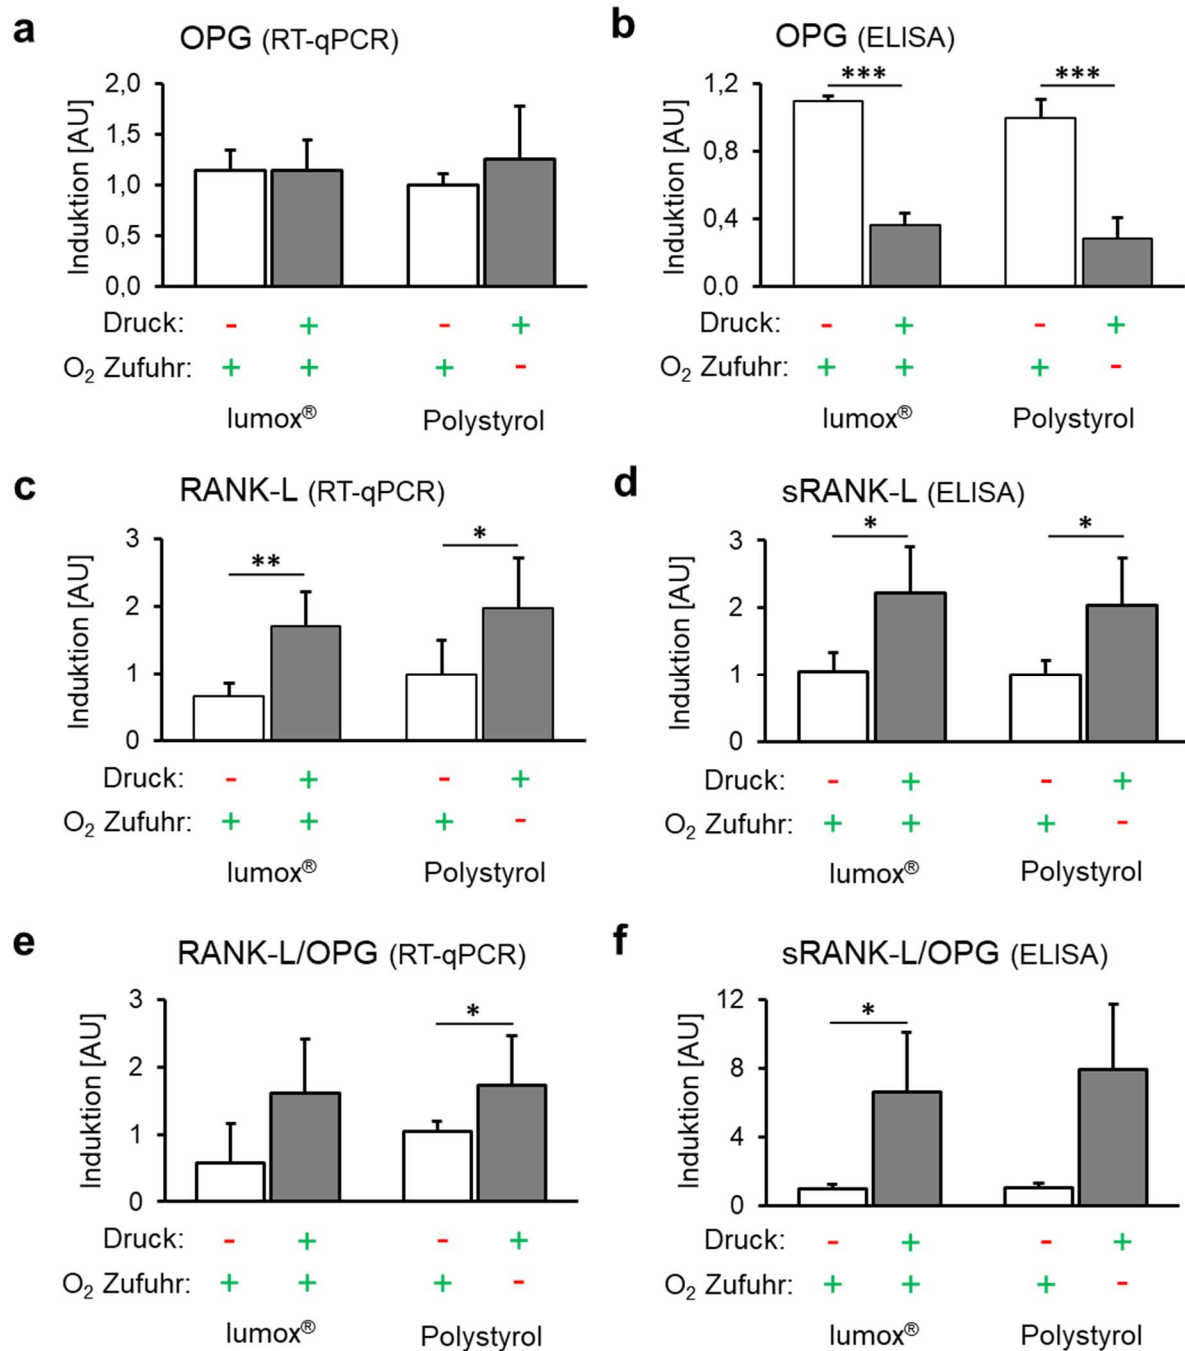 a
OPG (RT-qPCR)
Induktion [AU]
2,0
1,5
1,0
0,5
0,0
Druck: - + - +
O₂ Zufuhr: + + + -
lumox® Polystyrol
b
OPG (ELISA)
*** ***
Induktion [AU]
1,2
0,8
0,4
0,0
Druck: - + - +
O₂ Zufuhr: + + + -
lumox® Polystyrol
c
RANK-L (RT-qPCR)
** *
Induktion [AU]
3
2
1
0
Druck: - + - +
O₂ Zufuhr: + + + -
lumox® Polystyrol
d
sRANK-L (ELISA)
* *
Induktion [AU]
3
2
1
0
Druck: - + - +
O₂ Zufuhr: + + + -
lumox® Polystyrol
e
RANK-L/OPG (RT-qPCR)
*
Induktion [AU]
3
2
1
0
Druck: - + - +
O₂ Zufuhr: + + + -
lumox® Polystyrol
f
sRANK-L/OPG (ELISA)
*
Induktion [AU]
12
8
4
0
Druck: - + - +
O₂ Zufuhr: + + + -
lumox® Polystyrol